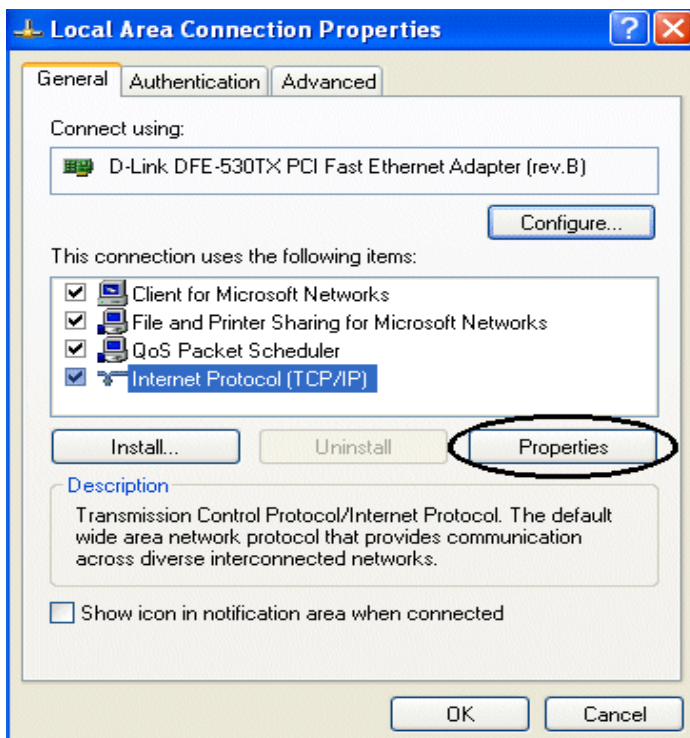 Local Area Connection Properties
General Authentication Advanced
Connect using:
D-Link DFE-530TX PCI Fast Ethernet Adapter (rev.B)
Configure...
This connection uses the following items:
Client for Microsoft Networks
File and Printer Sharing for Microsoft Networks
QoS Packet Scheduler
Internet Protocol (TCP/IP)
Install... Uninstall Properties
Description
Transmission Control Protocol/Internet Protocol. The default
wide area network protocol that provides communication
across diverse interconnected networks.
Show icon in notification area when connected
OK Cancel